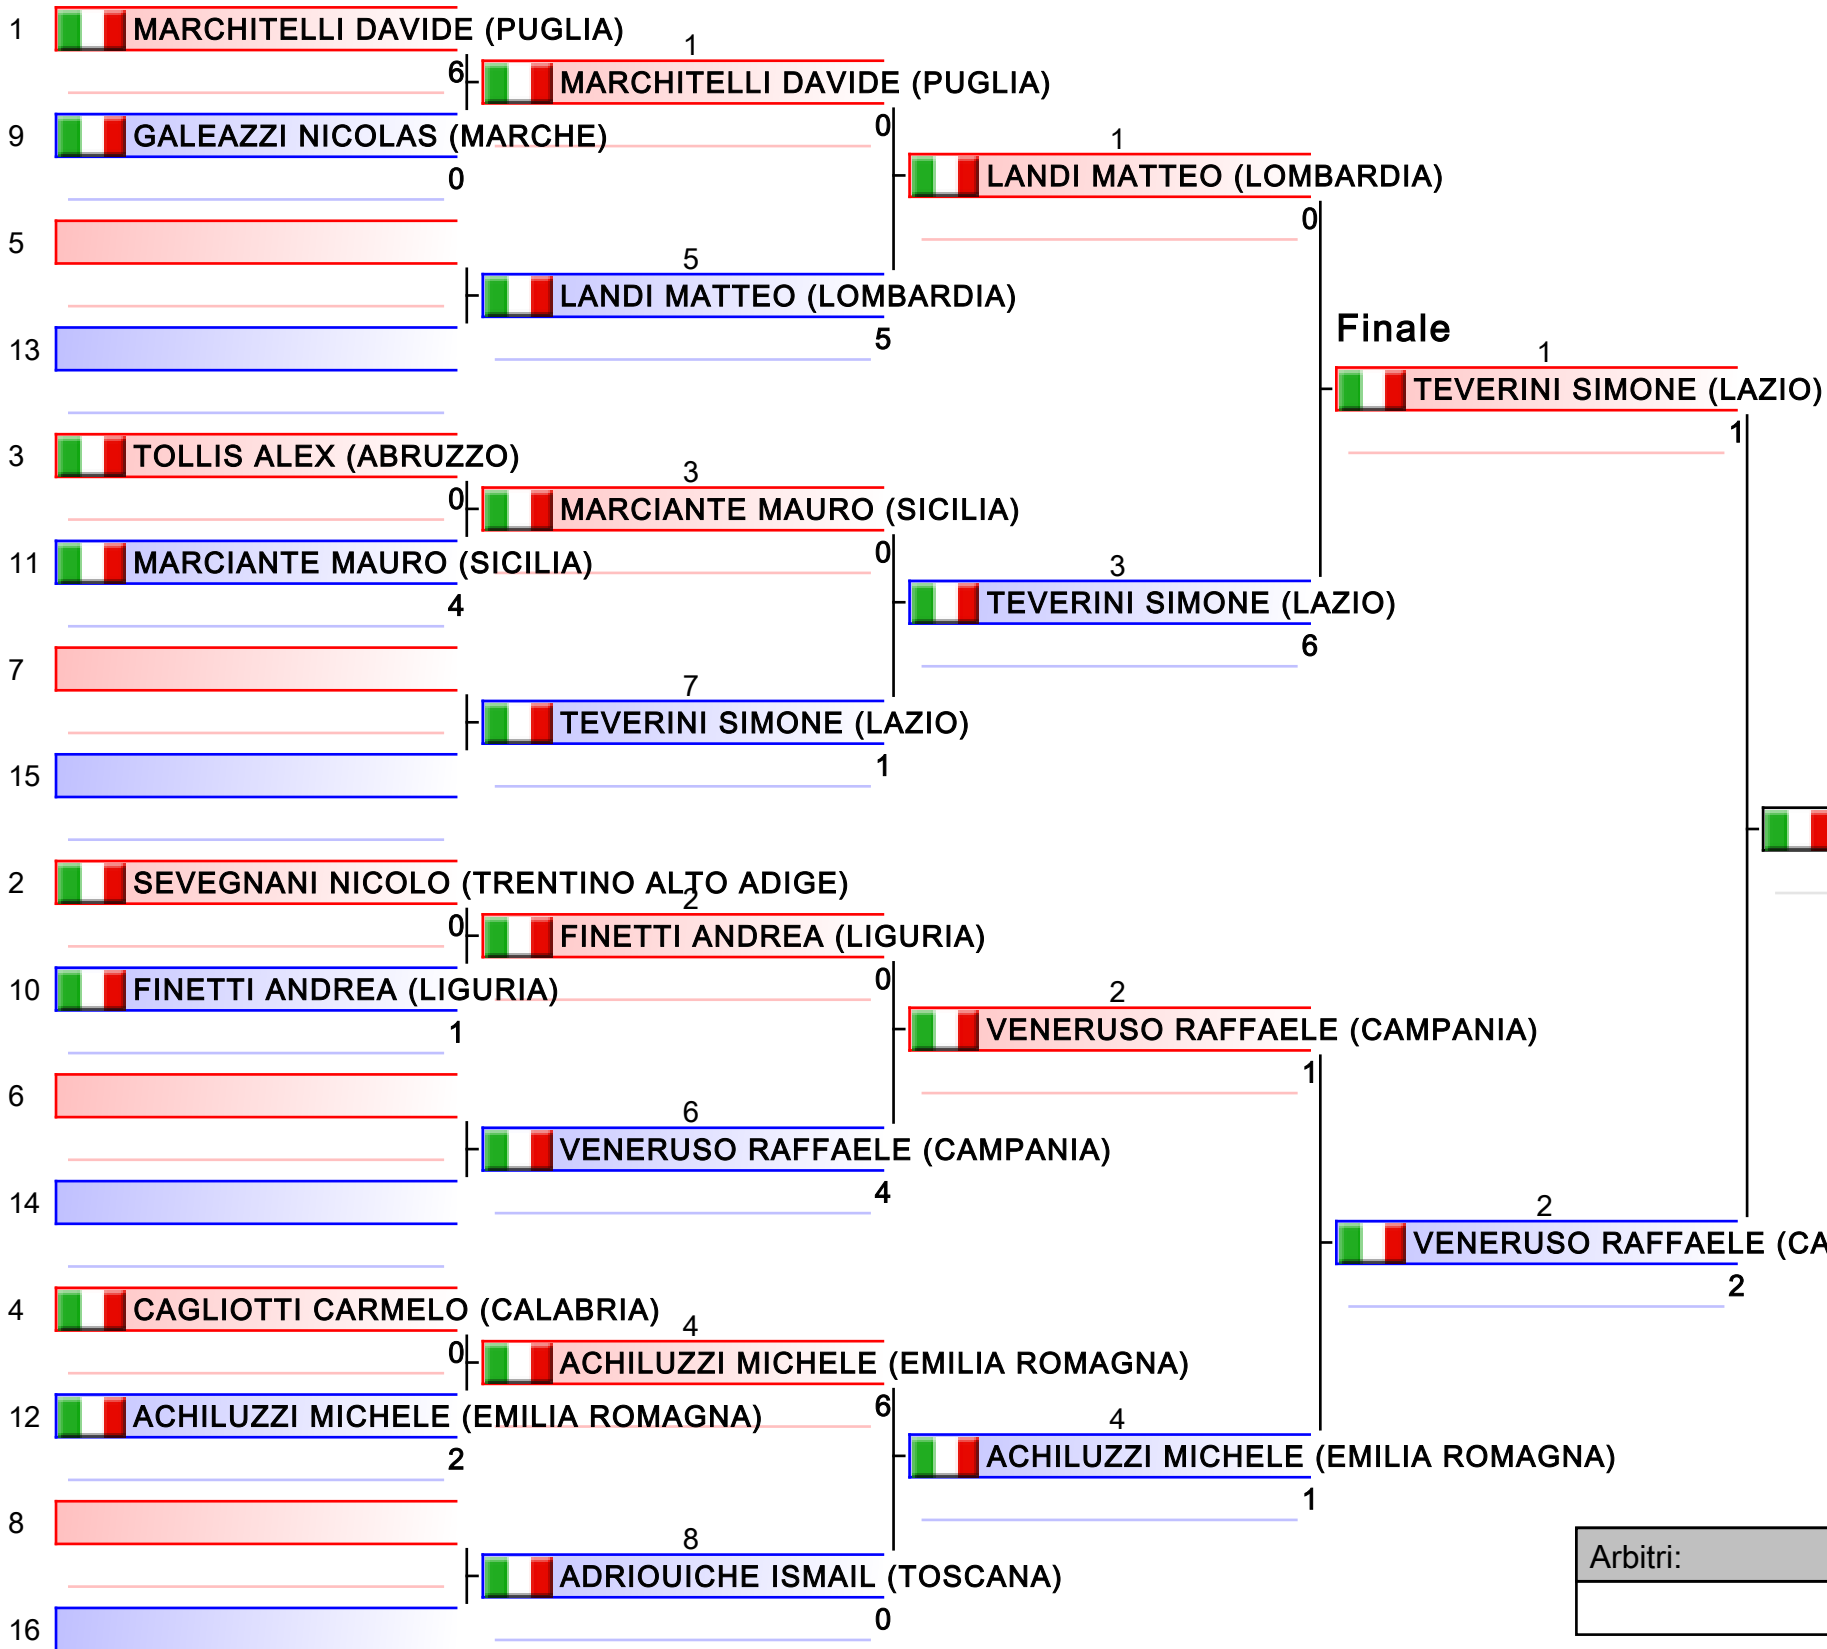 1 MARCHITELLI DAVIDE (PUGLIA)
6
1
MARCHITELLI DAVIDE (PUGLIA)
0
9 GALEAZZI NICOLAS (MARCHE)
0
1
LANDI MATTEO (LOMBARDIA)
0
5
5
LANDI MATTEO (LOMBARDIA)
5
13
Finale
1
TEVERINI SIMONE (LAZIO)
1
3 TOLLIS ALEX (ABRUZZO)
0
3
MARCIANTE MAURO (SICILIA)
0
11 MARCIANTE MAURO (SICILIA)
4
3
TEVERINI SIMONE (LAZIO)
6
7
7
TEVERINI SIMONE (LAZIO)
1
15
2 SEVEGNANI NICOLO (TRENTINO ALTO ADIGE)
0
2
FINETTI ANDREA (LIGURIA)
0
10 FINETTI ANDREA (LIGURIA)
1
2
VENERUSO RAFFAELE (CAMPANIA)
1
6
6
VENERUSO RAFFAELE (CAMPANIA)
4
14
2
VENERUSO RAFFAELE (CA
2
4 CAGLIOTTI CARMELO (CALABRIA)
0
4
ACHILUZZI MICHELE (EMILIA ROMAGNA)
6
12 ACHILUZZI MICHELE (EMILIA ROMAGNA)
2
4
ACHILUZZI MICHELE (EMILIA ROMAGNA)
1
8
8
ADRIOUICHE ISMAIL (TOSCANA)
0
16
Arbitri: